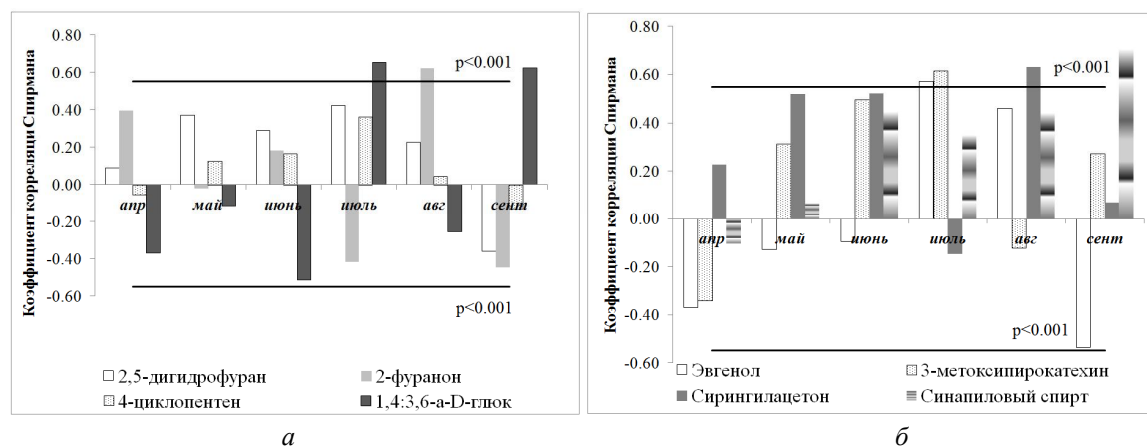 Коэффициент корреляци Спирмана
0.80
0.60
0.40
0.20
0.00
-0.20
-0.40
-0.60
p<0.001
апр май июнь июль авг сент
p<0.001
2,5-дигидрофуран
2-фуранон
4-циклопентен
1,4:3,6-а-D-глюк
а
Коэффициент корреляци Спирмана
0.80
0.60
0.40
0.20
0.00
-0.20
-0.40
-0.60
p<0.001
апр май июнь июль авг сент
p<0.001
Эвгенол
3-метоксипирокатехин
Сирингилацетон
Синапиловый спирт
б